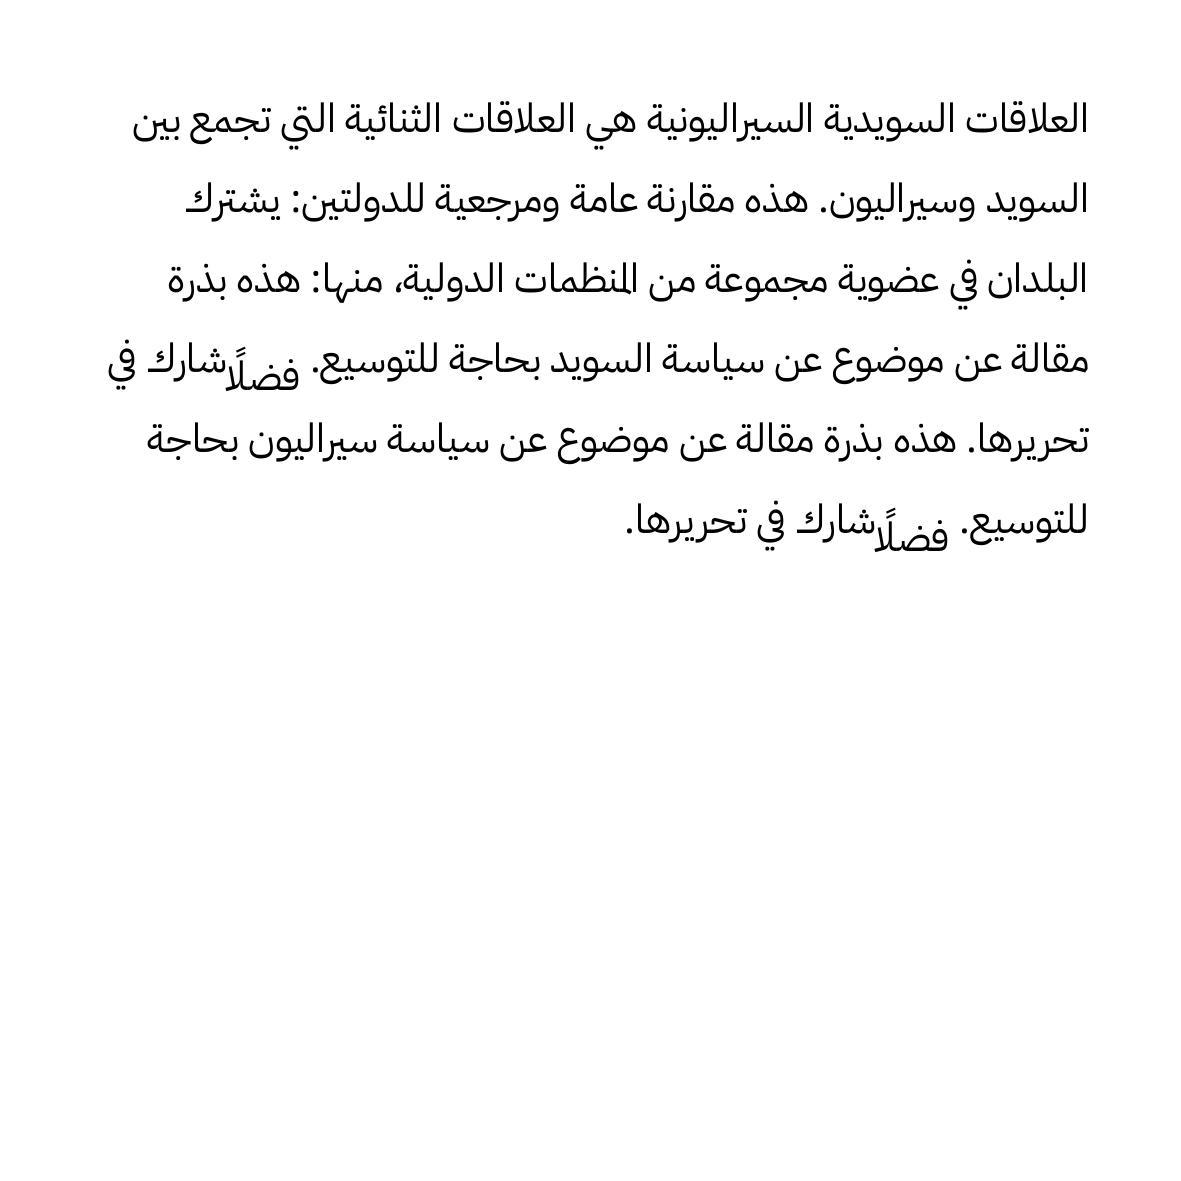 العلاقات السويدية السيراليونية هي العلاقات الثنائية التي تجمع بين
السويد وسيراليون. هذه مقارنة عامة ومرجعية للدولتين: يشترك
البلدان في عضوية مجموعة من المنظمات الدولية، منها: هذه بذرة
مقالة عن موضوع عن سياسة السويد بحاجة للتوسيع. فضلًا شارك في
تحريرها. هذه بذرة مقالة عن موضوع عن سياسة سيراليون بحاجة
للتوسيع. فضلًا شارك في تحريرها.